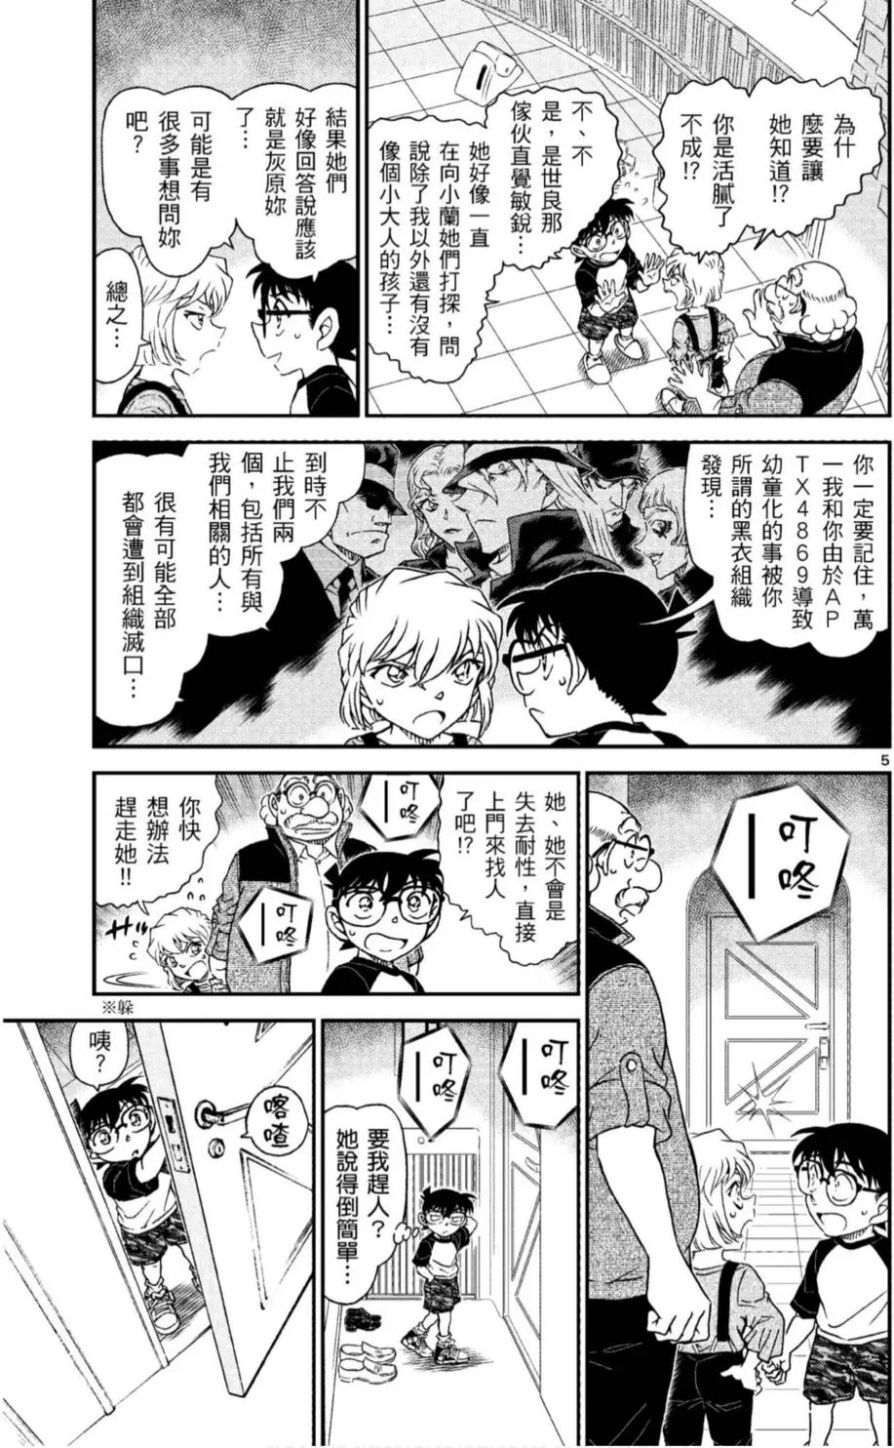 為什
麼要讓
她知道!?
你是活膩了
不成!?
不、不
是，是世良那
傢伙直覺敏銳…
她好像一直
在向小蘭她們打探，問
說除了我以外還有沒有
像個小大人的孩子…
結果她們
好像回答說應該
就是灰原妳
了…
可能是有
很多事想問妳
吧？
總之…
你一定要記住，萬
一我和你由於AP
TX4869導致
幼童化的事被你
所謂的黑衣組織
發現…
到時不
止我們兩
個，包括所有與
我們相關的人…
很有可能全部
都會遭到組織滅口…
5
叮咚
叮咚
她、她不會是
失去耐性，直接
上門來找人
了吧!?
叮咚
你快
想辦法
趕走她!!
※躲
叮咚
叮咚
要我趕人？
她說得倒簡單…
喀喳
咦？